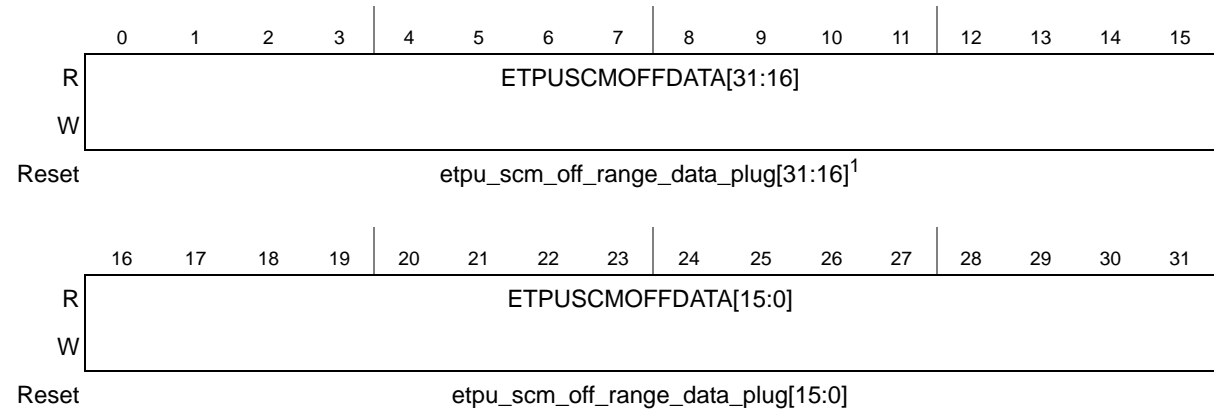 0 1 2 3 4 5 6 7 8 9 10 11 12 13 14 15
R ETPUSCMOFFDATA[31:16]
W
Reset etpu_scm_off_range_data_plug[31:16]1
16 17 18 19 20 21 22 23 24 25 26 27 28 29 30 31
R ETPUSCMOFFDATA[15:0]
W
Reset etpu_scm_off_range_data_plug[15:0]